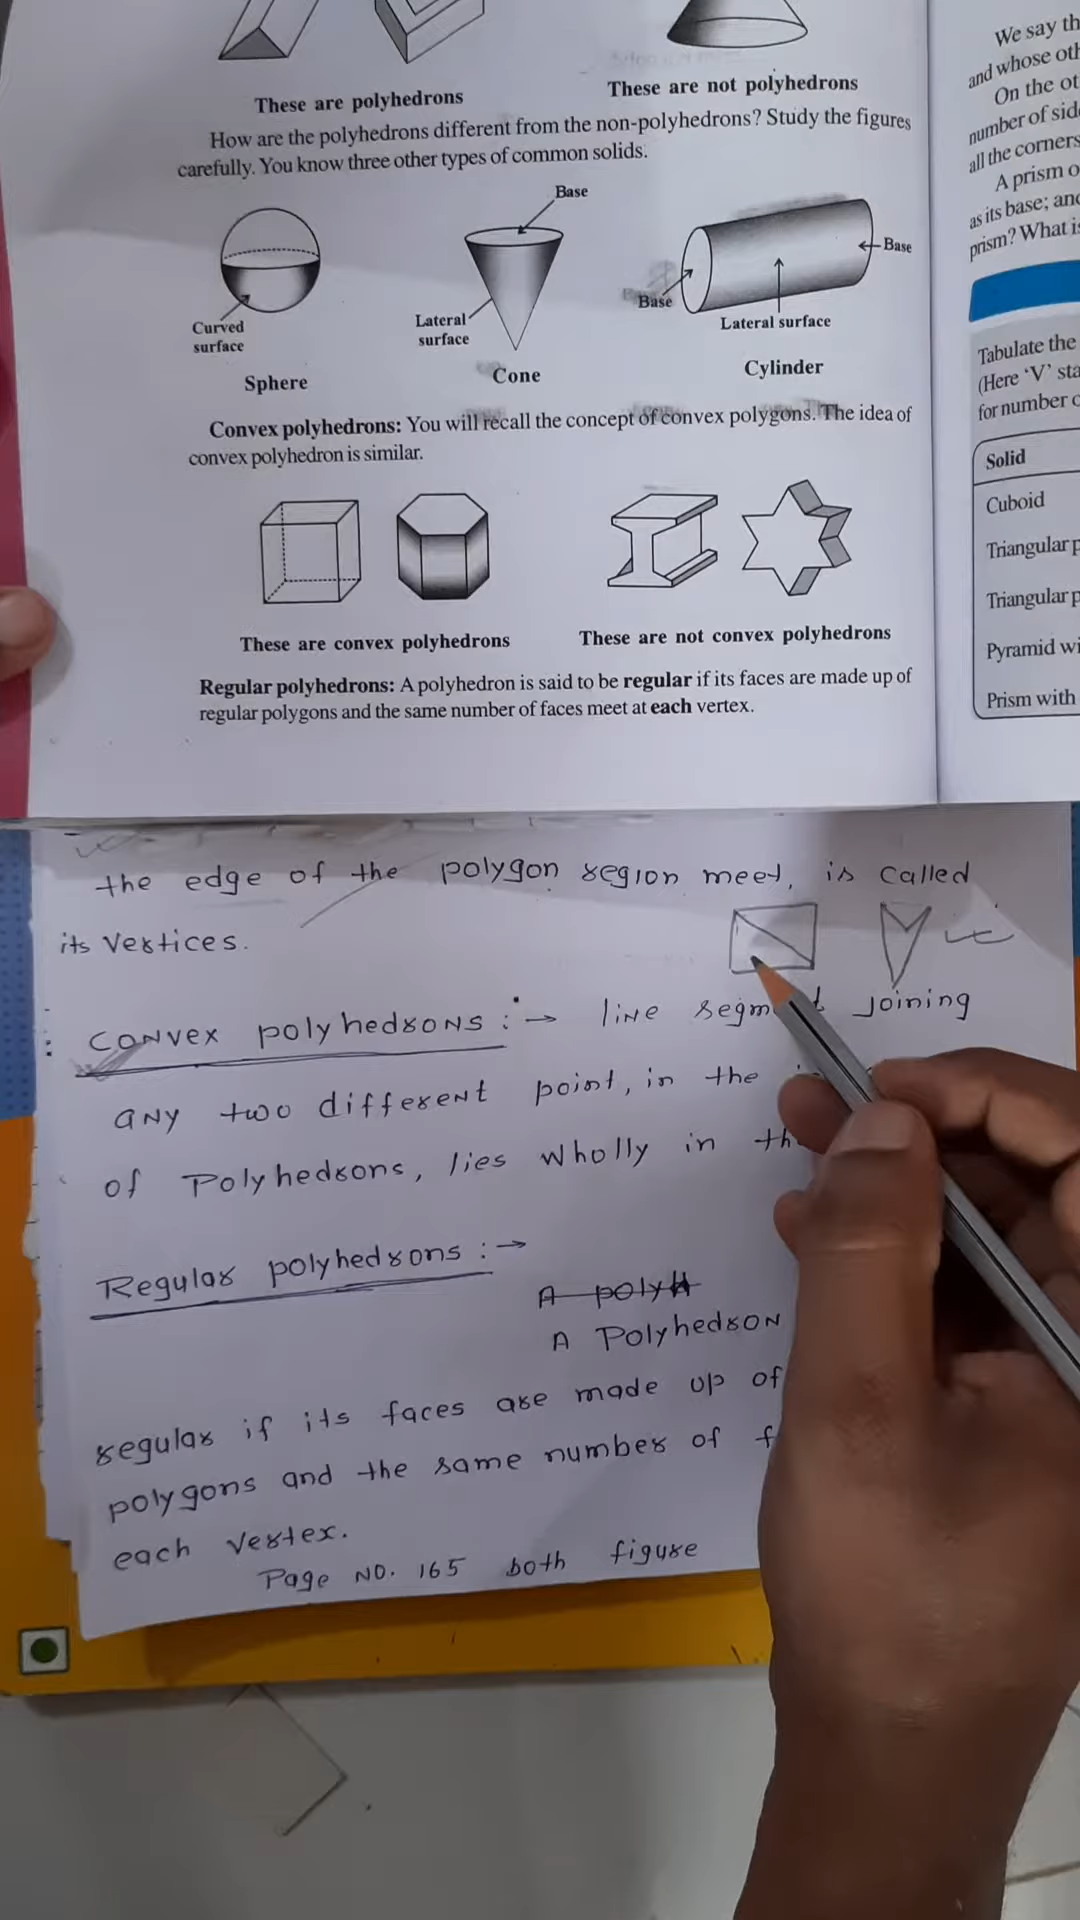 These are polyhedrons
These are not polyhedrons
How are the polyhedrons different from the non-polyhedrons? Study the figures
carefully. You know three other types of common solids.
Base
Curved
surface
Sphere
Lateral
surface
Cone
Base
Base
Lateral surface
Cylinder
Convex polyhedrons: You will recall the concept of convex polygons. The idea of
convex polyhedron is similar.
These are convex polyhedrons
These are not convex polyhedrons
Regular polyhedrons: A polyhedron is said to be regular if its faces are made up of
regular polygons and the same number of faces meet at each vertex.
We say th
and whose oth
On the ot
number of side
all the corners
A prism o
as its base; and
prism? What is
Tabulate the
(Here 'V' sta
for number o
Solid
Cuboid
Triangular p
Triangular p
Pyramid wi
Prism with
the edge of the polygon region meet, is called
its vertices.
Convex polyhedrons :→ line segm joining
any two different point, in the
of Polyhedrons, lies wholly in th
Regular polyhedrons :→
A Polyhedron
regular if its faces are made up of
polygons and the same number of f
each vertex.
Page No. 165 both figure